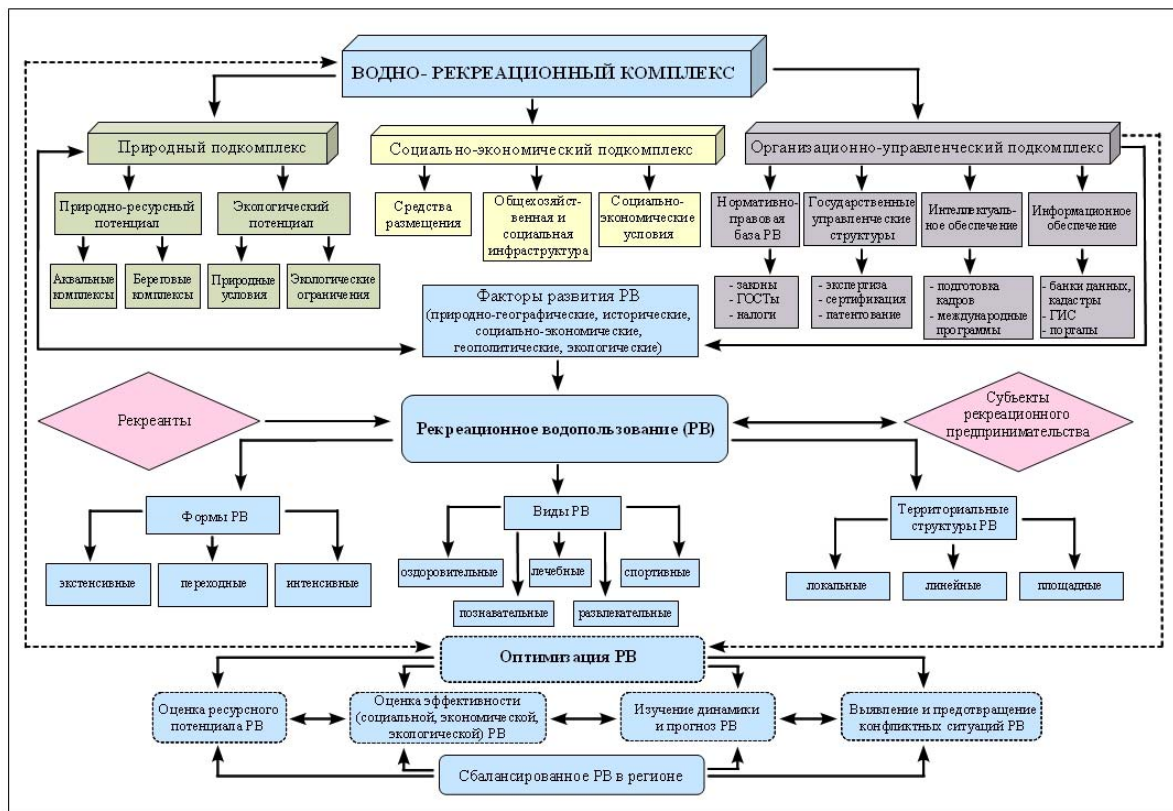 ВОДНО- РЕКРЕАЦИОННЫЙ КОМПЛЕКС
Природный подкомплекс
Социально-экономический подкомплекс
Организационно-управленческий подкомплекс
Природно-ресурсный
потенциал
Экологический
потенциал
Средства
размещения
Общехозяйст-
венная и
социальная
инфраструктура
Социально-
экономические
условия
Нормативно-
правовая
база РВ
Государственные
управленческие
структуры
Интеллектуаль-
ное обеспечение
Информационное
обеспечение
Аквальные
комплексы
Береговые
комплексы
Природные
условия
Экологические
ограничения
- законы
- ГОСТы
- налоги
- экспертиза
- сертификация
- патентование
- подготовка
кадров
- международные
программы
- банки данных,
кадастры
- ГИС
- порталы
Факторы развития РВ
(природно-географические, исторические,
социально-экономические,
геополитические, экологические)
Рекреанты
Рекреационное водопользование (РВ)
Субъекты
рекреационного
предпринимательства
Формы РВ
Виды РВ
Территориальные
структуры РВ
экстенсивные
переходные
интенсивные
оздоровительные
лечебные
спортивные
познавательные
развлекательные
локальные
линейные
площадные
Оптимизация РВ
Оценка ресурсного
потенциала РВ
Оценка эффективности
(социальной, экономической,
экологической) РВ
Изучение динамики
и прогноз РВ
Выявление и предотвращение
конфликтных ситуаций РВ
Сбалансированное РВ в регионе